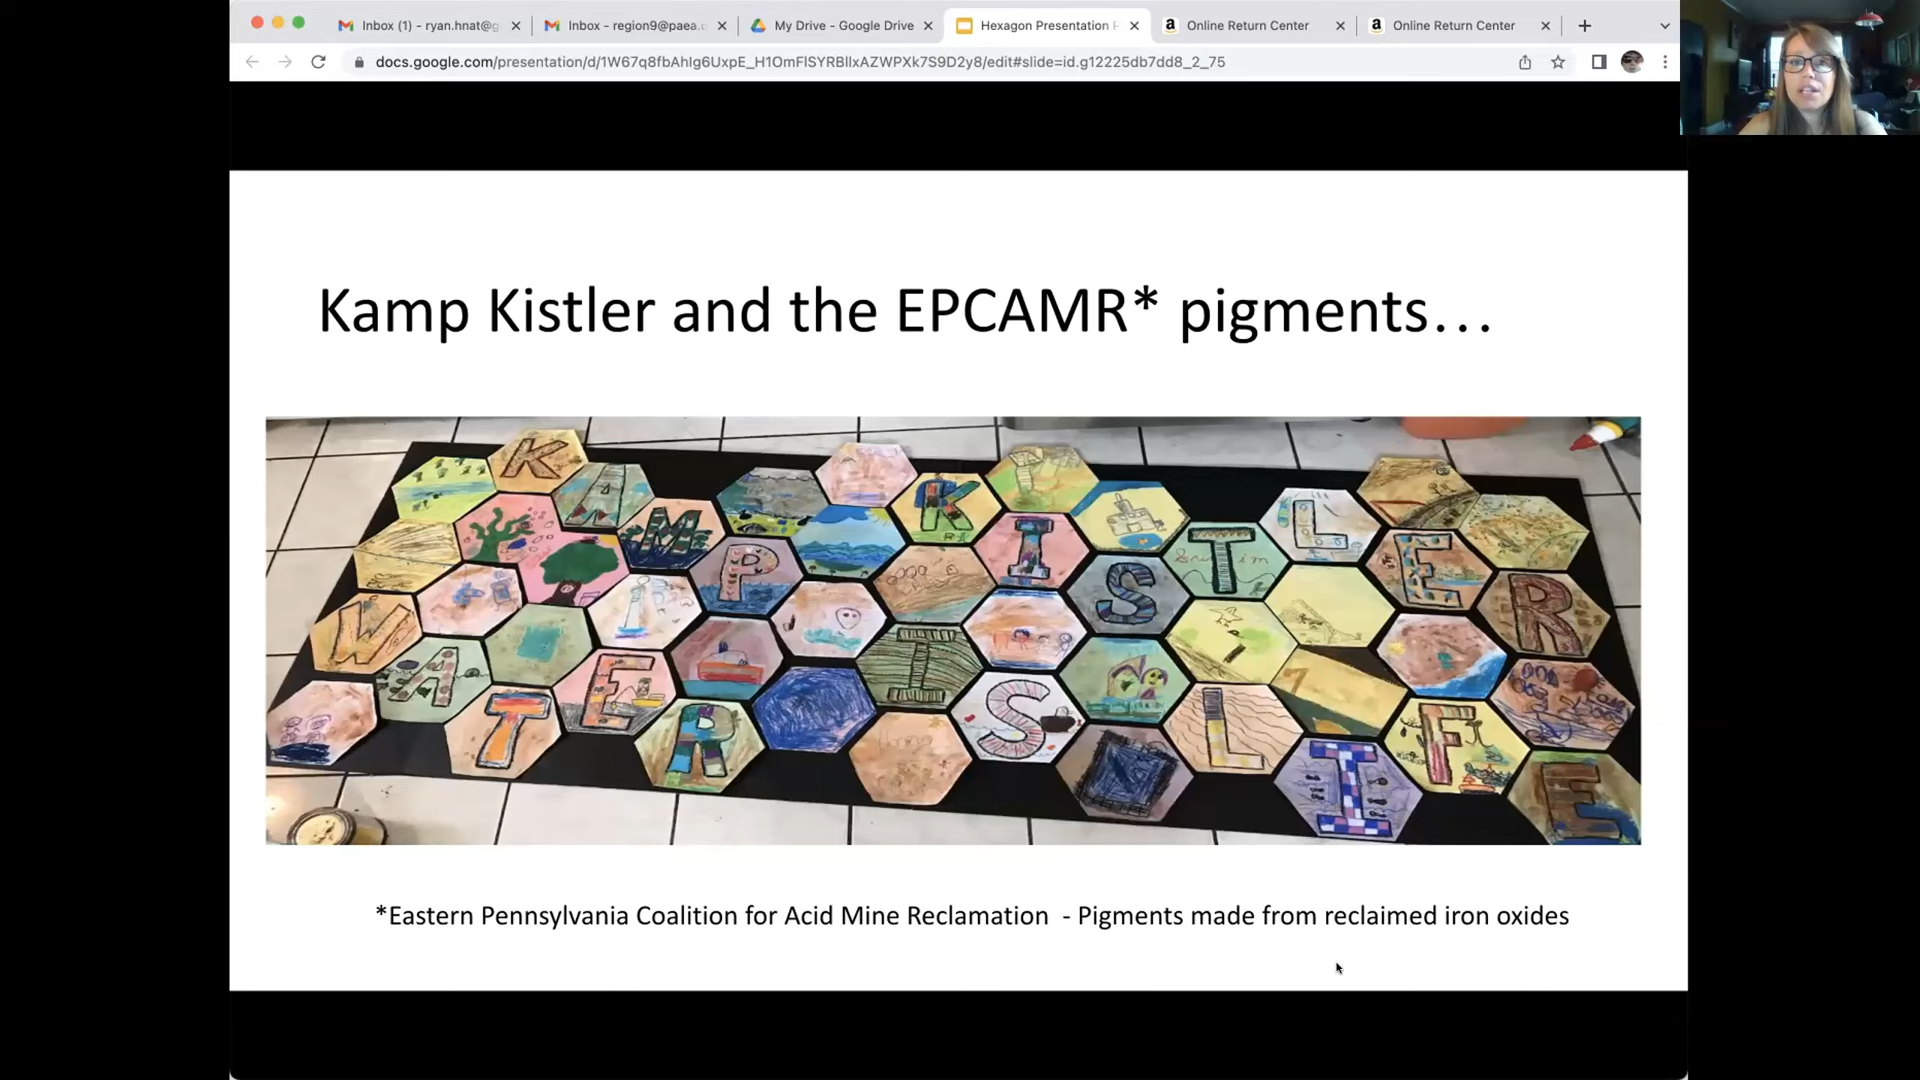 Inbox (1) - ryan.hnat@g
Inbox - region9@paea.o
My Drive - Google Drive
Hexagon Presentation P
Online Return Center
Online Return Center
docs.google.com/presentation/d/1W67q8fbAhIg6UxpE_H1OmFlSYRBllxAZWPXk7S9D2y8/edit#slide=id.g12225db7dd8_2_75
Kamp Kistler and the EPCAMR* pigments...
KAMP KISTLER
WATER IS LIFE
*Eastern Pennsylvania Coalition for Acid Mine Reclamation - Pigments made from reclaimed iron oxides